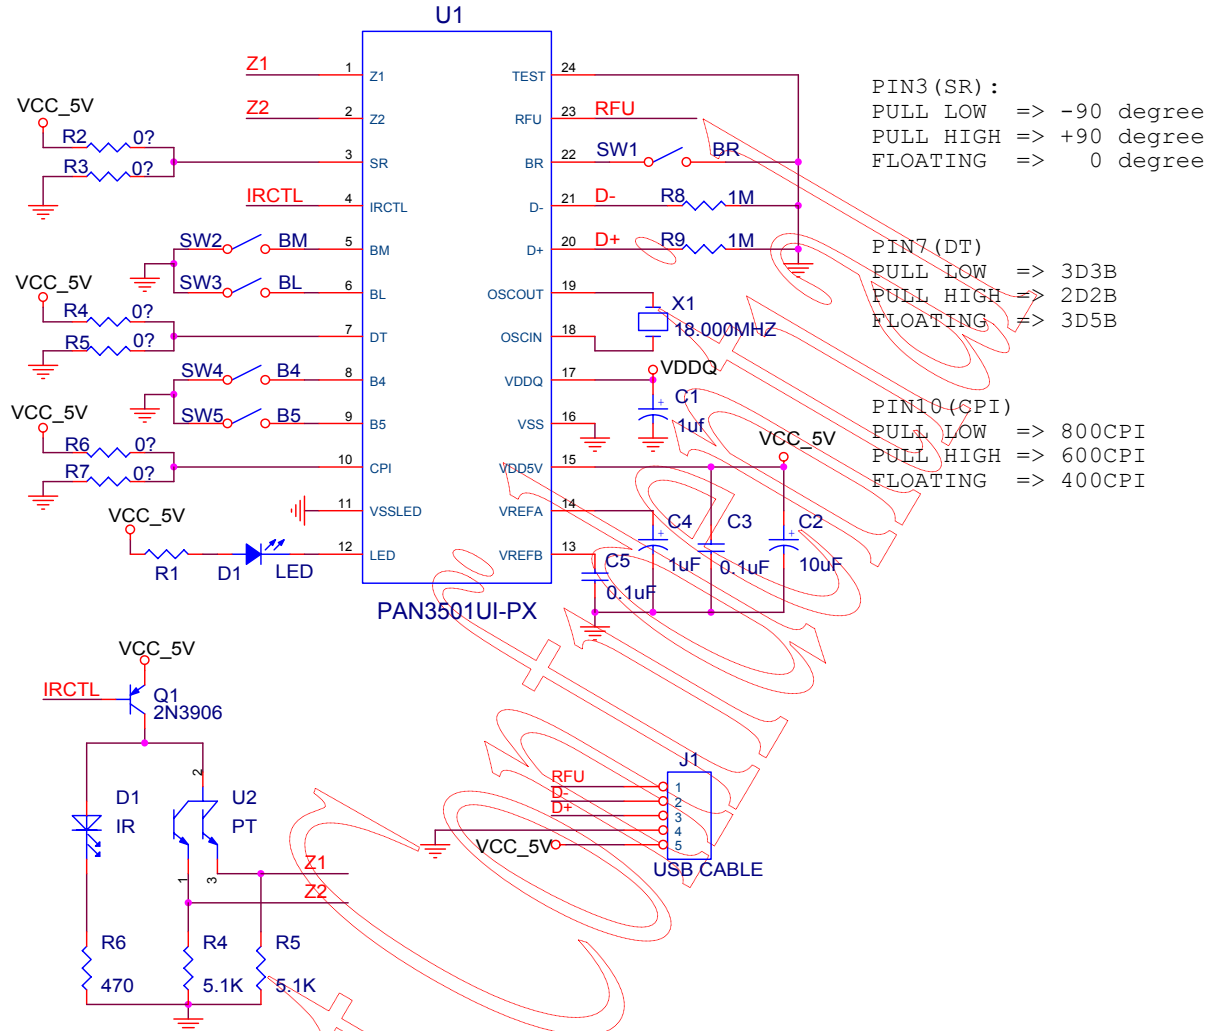 U1
Z1 1 Z1 TEST 24
Z2 2 Z2 RFU 23 RFU
VCC_5V
R2 0?
R3 0?
3 SR BR 22 SW1 BR
IRCTL 4 IRCTL D- 21 D- R8 1M
SW2 BM 5 BM D+ 20 D+ R9 1M
SW3 BL 6 BL OSCOUT 19
X1
18.000MHZ
VCC_5V
R4 0?
R5 0?
7 DT OSCIN 18
SW4 B4 8 B4 VDDQ 17 VDDQ
C1
1uf
SW5 B5 9 B5 VSS 16
VCC_5V
R6 0?
R7 0?
10 CPI VDD5V 15 VCC_5V
11 VSSLED VREFA 14
C4
1uF
C3
0.1uF
C2
10uF
VCC_5V
R1 D1 LED
12 LED VREFB 13
C5
0.1uF
PAN3501UI-PX
PIN3(SR):
PULL LOW => -90 degree
PULL HIGH => +90 degree
FLOATING => 0 degree
PIN7(DT)
PULL LOW => 3D3B
PULL HIGH => 2D2B
FLOATING => 3D5B
PIN10(CPI)
PULL LOW => 800CPI
PULL HIGH => 600CPI
FLOATING => 400CPI
VCC_5V
IRCTL
Q1
2N3906
2
D1
IR
U2
PT
1 3
Z1
Z2
R6
470
R4
5.1K
R5
5.1K
J1
RFU 1
D- 2
D+ 3
4
VCC_5V 5
USB CABLE